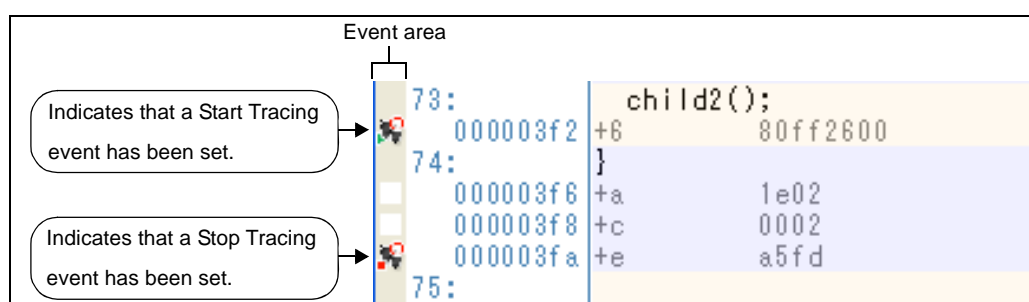 Event area
Indicates that a Start Tracing
event has been set.
Indicates that a Stop Tracing
event has been set.
73: child2();
000003f2 +6 80ff2600
74: }
000003f6 +a 1e02
000003f8 +c 0002
000003fa +e a5fd
75: